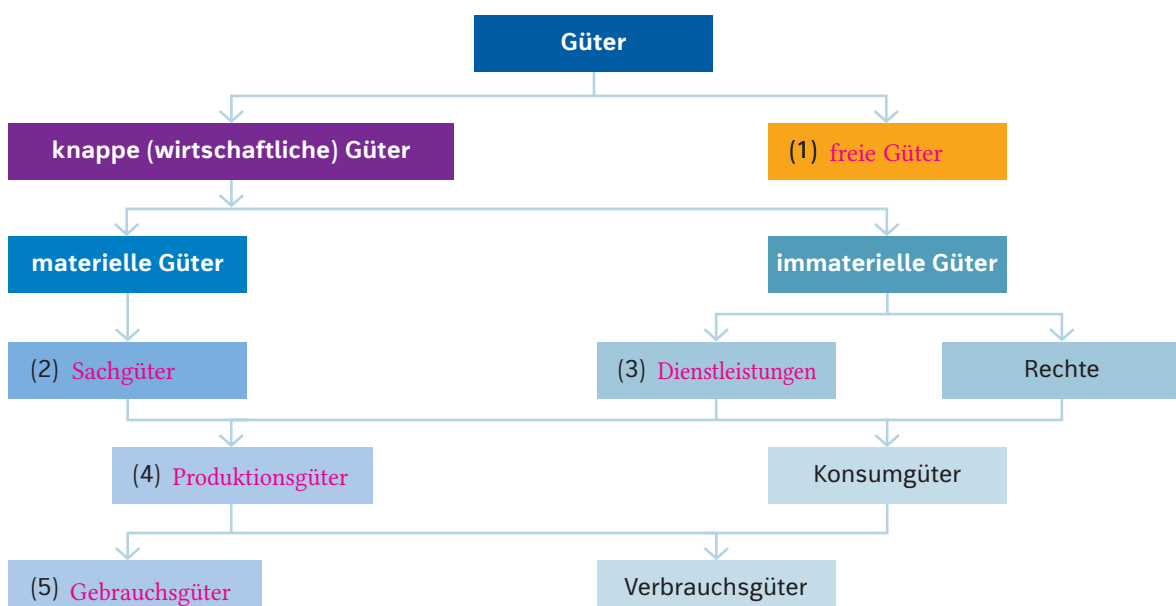 Güter
knappe (wirtschaftliche) Güter
(1) freie Güter
materielle Güter
immaterielle Güter
(2) Sachgüter
(3) Dienstleistungen
Rechte
(4) Produktionsgüter
Konsumgüter
(5) Gebrauchsgüter
Verbrauchsgüter